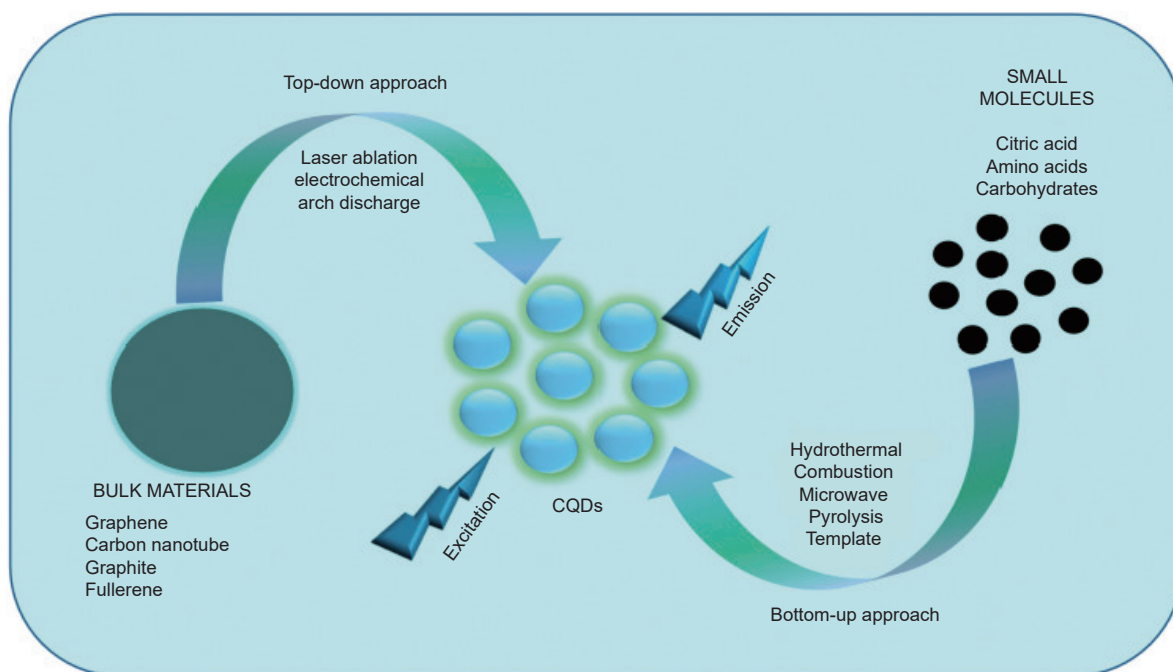 Top-down approach
Laser ablation
electrochemical
arch discharge
BULK MATERIALS
Graphene
Carbon nanotube
Graphite
Fullerene
Excitation
CQDs
Emission
SMALL
MOLECULES
Citric acid
Amino acids
Carbohydrates
Hydrothermal
Combustion
Microwave
Pyrolysis
Template
Bottom-up approach